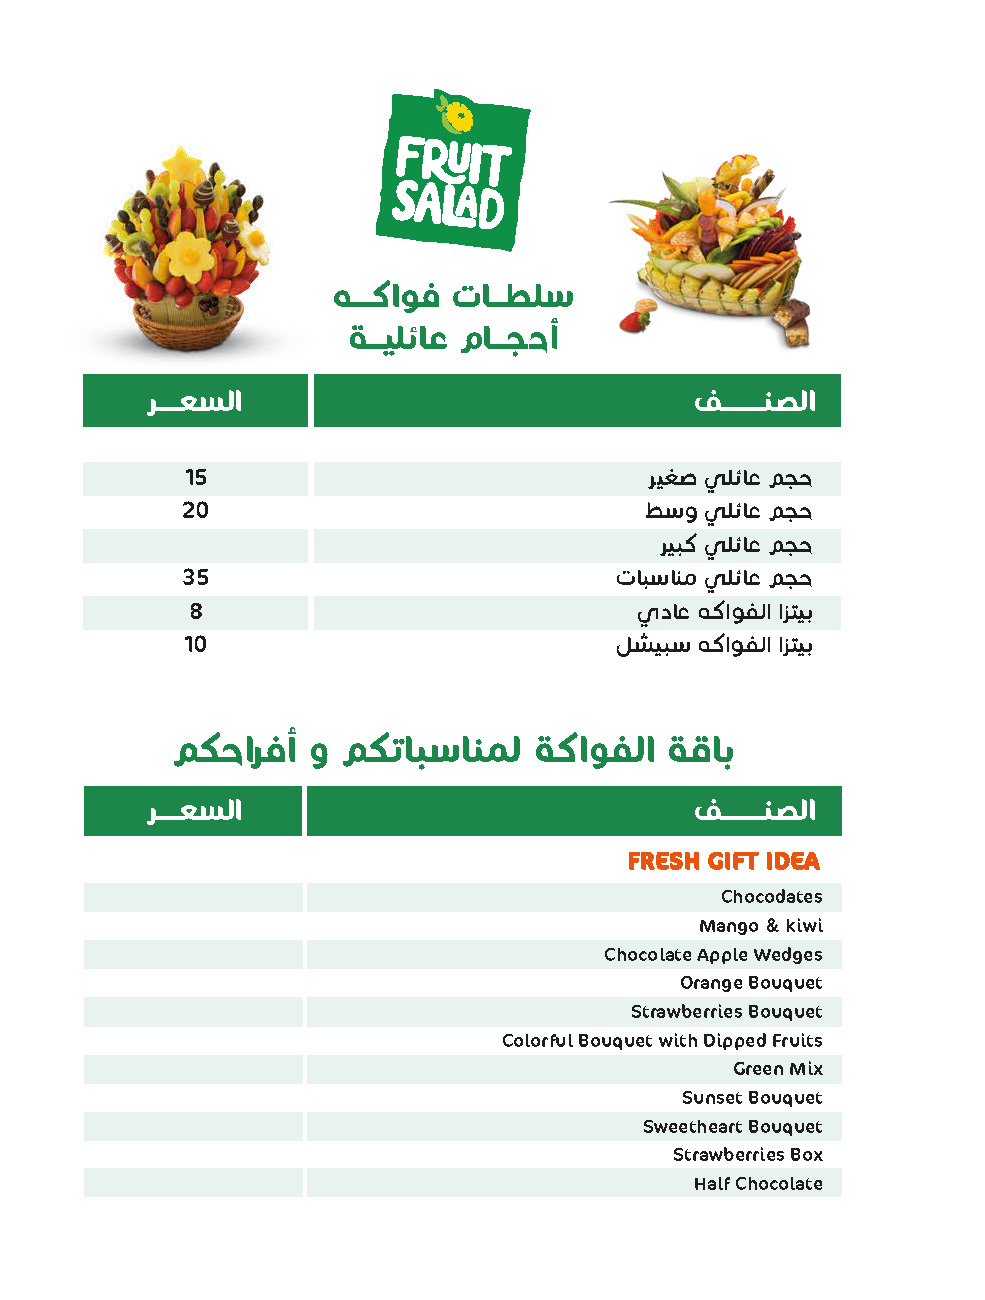 FRUIT
SALAD
سلطات فواكه
أحجام عائلية
الصنف السعر
حجم عائلي صغير 15
حجم عائلي وسط 20
حجم عائلي كبير
حجم عائلي مناسبات 35
بيتزا الفواكه عادي 8
بيتزا الفواكه سبيشل 10
باقة الفواكة لمناسباتكم و أفراحكم
الصنف السعر
FRESH GIFT IDEA
Chocodates
Mango & kiwi
Chocolate Apple Wedges
Orange Bouquet
Strawberries Bouquet
Colorful Bouquet with Dipped Fruits
Green Mix
Sunset Bouquet
Sweetheart Bouquet
Strawberries Box
Half Chocolate